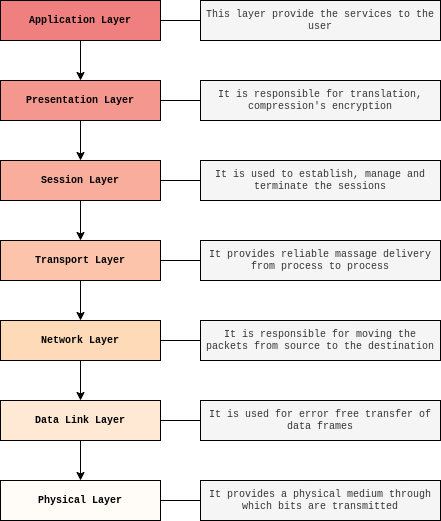 Application Layer
This layer provide the services to the
user
Presentation Layer
It is responsible for translation,
compression's encryption
Session Layer
It is used to establish, manage and
terminate the sessions
Transport Layer
It provides reliable massage delivery
from process to process
Network Layer
It is responsible for moving the
packets from source to the destination
Data Link Layer
It is used for error free transfer of
data frames
Physical Layer
It provides a physical medium through
which bits are transmitted